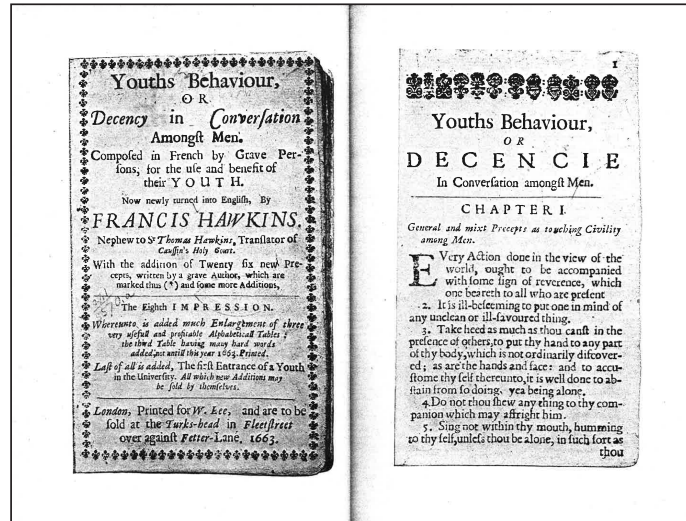 Youths Behaviour,
OR
Decency in Converſation
Amongſt Men.
Compoſed in French by Grave Per-
ſons, for the uſe and benefit of
their YOUTH.
Now newly turned into Engliſh, By
FRANCIS HAWKINS.
Nephew to Sr Thomas Hawkins, Tranſlator of
Cauſſin's Holy Court.
With the addition of Twenty ſix new Pre-
cepts, written by a grave Author, which are
marked thus (*) and ſome more Additions,
The Eighth IMPRESSION.
Whereunto is added much Enlargement of three
very uſefull and profitable Alphabeticall Tables;
the third Table having many hard words
added, not untill this year 1663. Printed.
Laſt of all is added, The firſt Entrance of a Youth
in the Univerſity. All which new Additions may
be ſold by themſelves.
London, Printed for W. Lee, and are to be
ſold at the Turks-head in Fleetſtreet
over againſt Fetter-Lane, 1663.
1
Youths Behaviour,
OR
DECENCIE
In Converſation amongſt Men.
CHAPTER I.
General and mixt Precepts as touching Civility
among Men.
EVery Action done in the view of the
world, ought to be accompanied
with ſome ſign of reverence, which
one beareth to all who are preſent
2. It is ill-beſeeming to put one in mind of
any unclean or ill-favoured thing.
3. Take heed as much as thou canſt in the
preſence of others, to put thy hand to any part
of thy body, which is not ordinarily diſcover-
ed; as are the hands and face: and to accu-
ſtome thy ſelf thereunto, it is well done to ab-
ſtain from ſo doing, yea being alone.
4. Do not thou ſhew any thing to thy com-
panion which may affright him.
5. Sing not within thy mouth, humming
to thy ſelf, unleſs thou be alone, in ſuch ſort as
thou